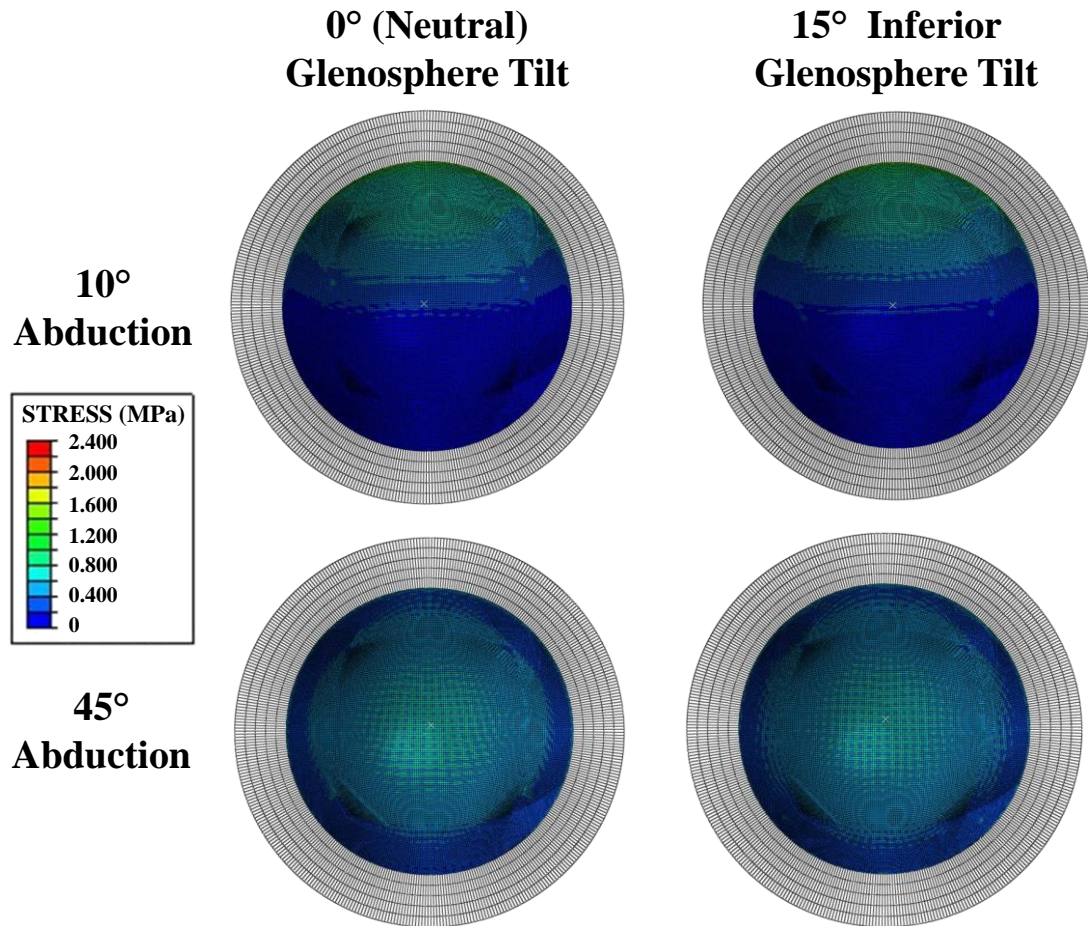 0° (Neutral)
Glenosphere Tilt
15° Inferior
Glenosphere Tilt
10°
Abduction
STRESS (MPa)
2.400
2.000
1.600
1.200
0.800
0.400
0
45°
Abduction